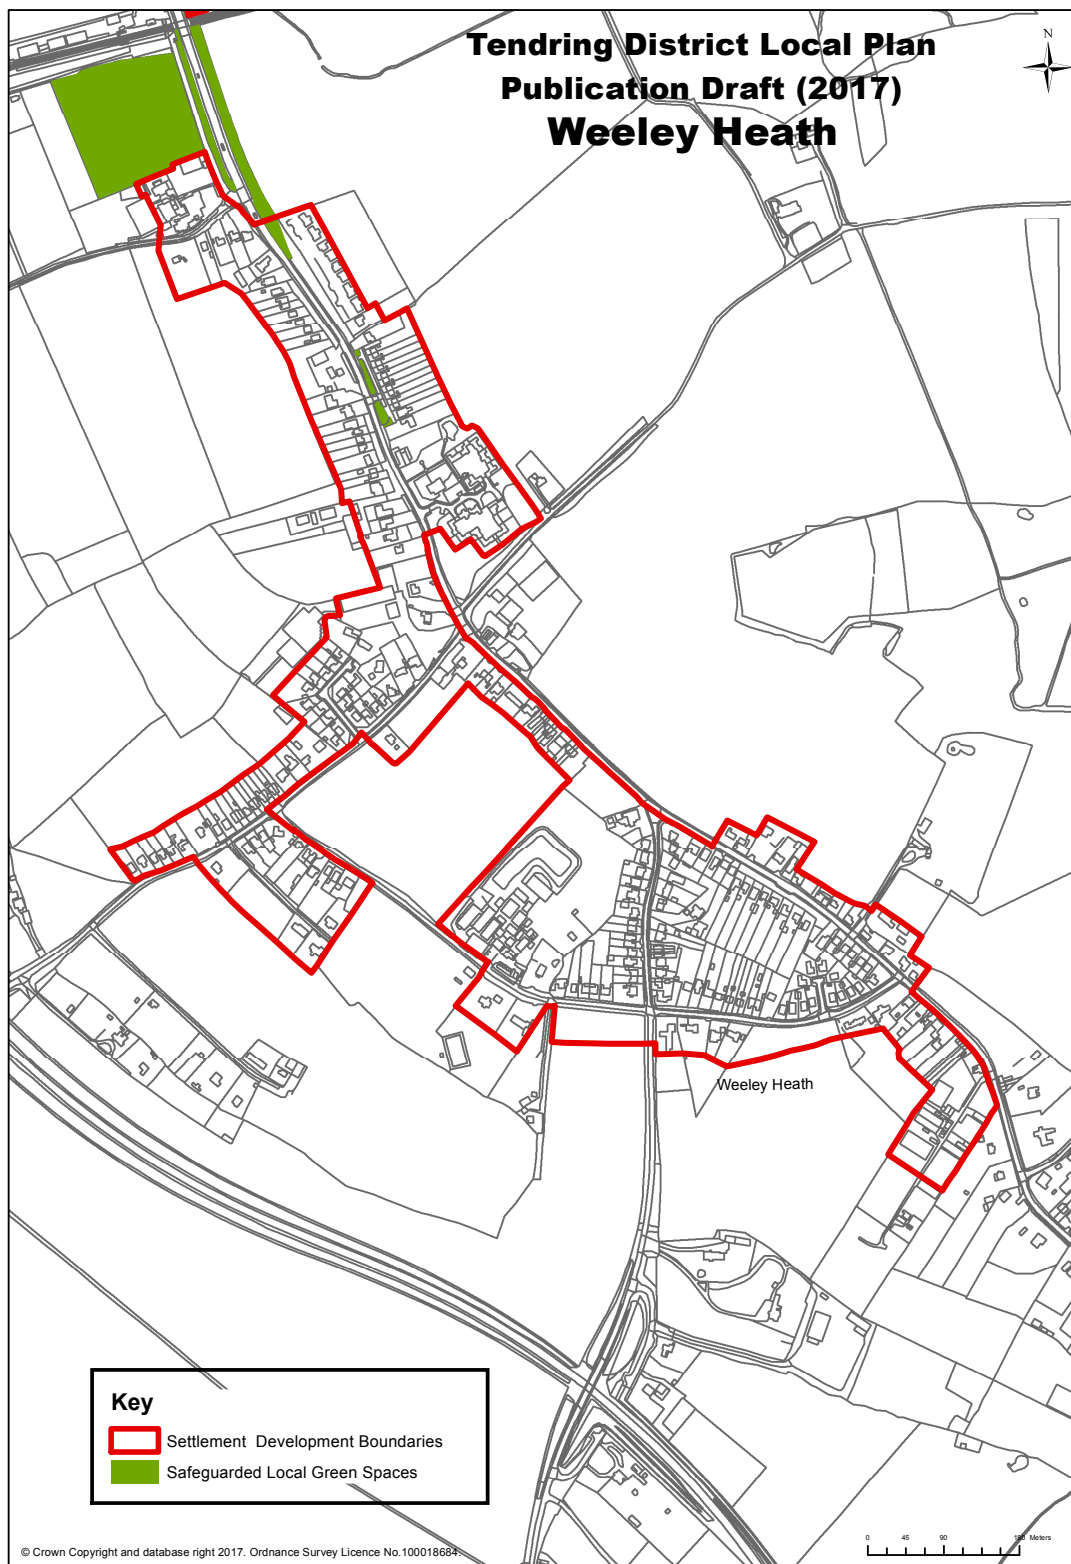 Tendring District Local Plan
Publication Draft (2017)
Weeley Heath
N
Weeley Heath
Key
Settlement Development Boundaries
Safeguarded Local Green Spaces
0 45 90 180 Meters
© Crown Copyright and database right 2017. Ordnance Survey Licence No.100018684.